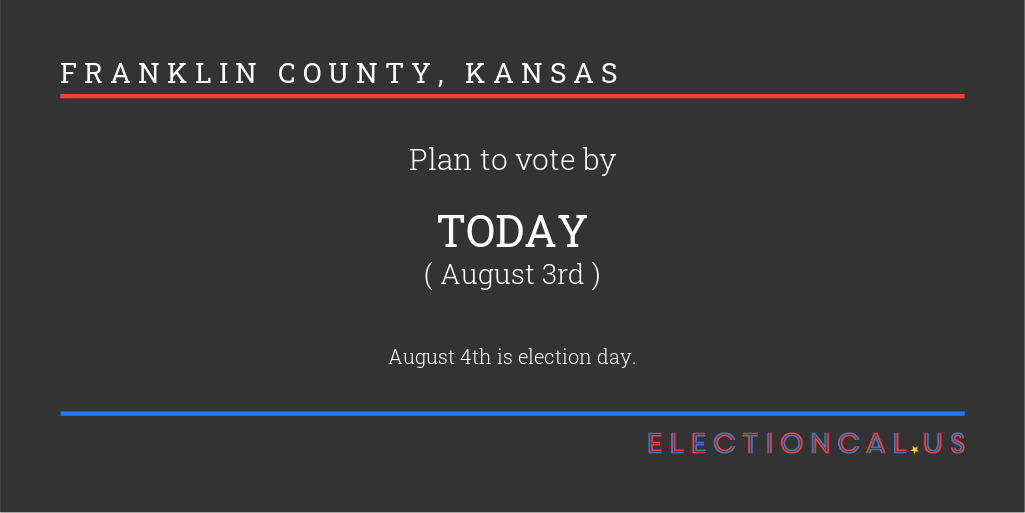 FRANKLIN COUNTY, KANSAS
Plan to vote by
TODAY
( August 3rd )
August 4th is election day.
ELECTIONCAL.US